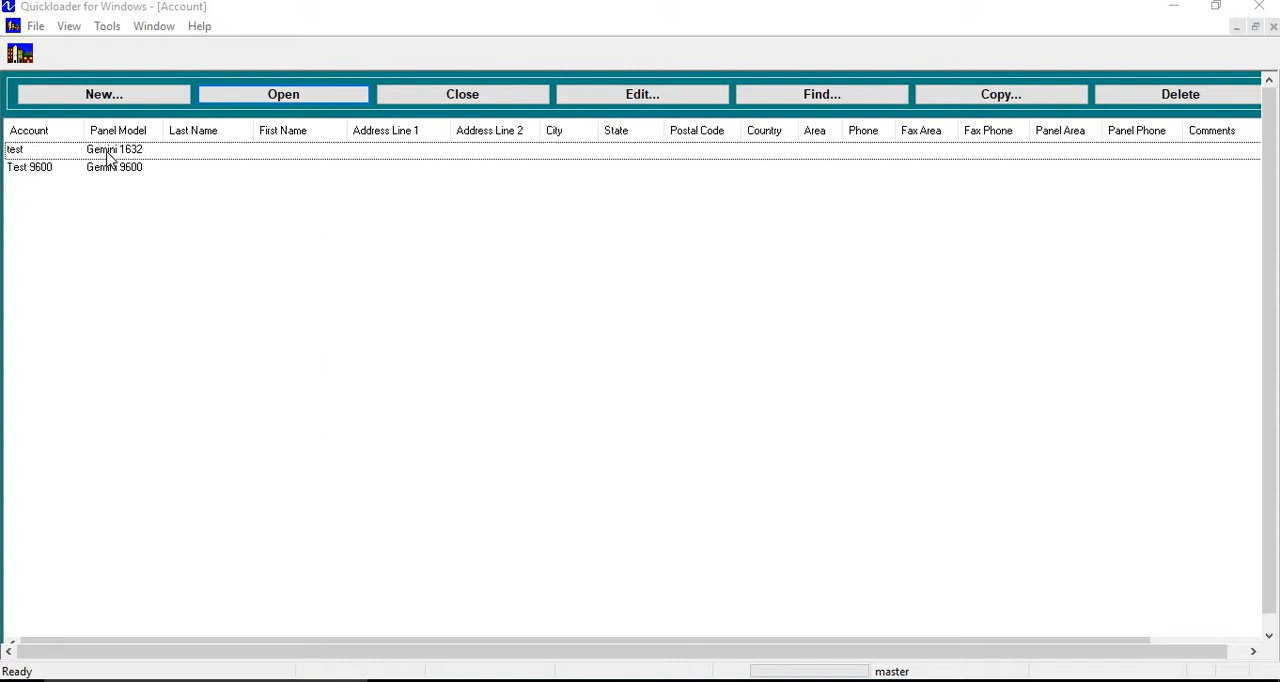 Quickloader for Windows - [Account]
File View Tools Window Help
New... Open Close Edit... Find... Copy... Delete
Account Panel Model Last Name First Name Address Line 1 Address Line 2 City State Postal Code Country Area Phone Fax Area Fax Phone Panel Area Panel Phone Comments
test Gemini 1632
Test 9600 Gemini 9600
Ready master